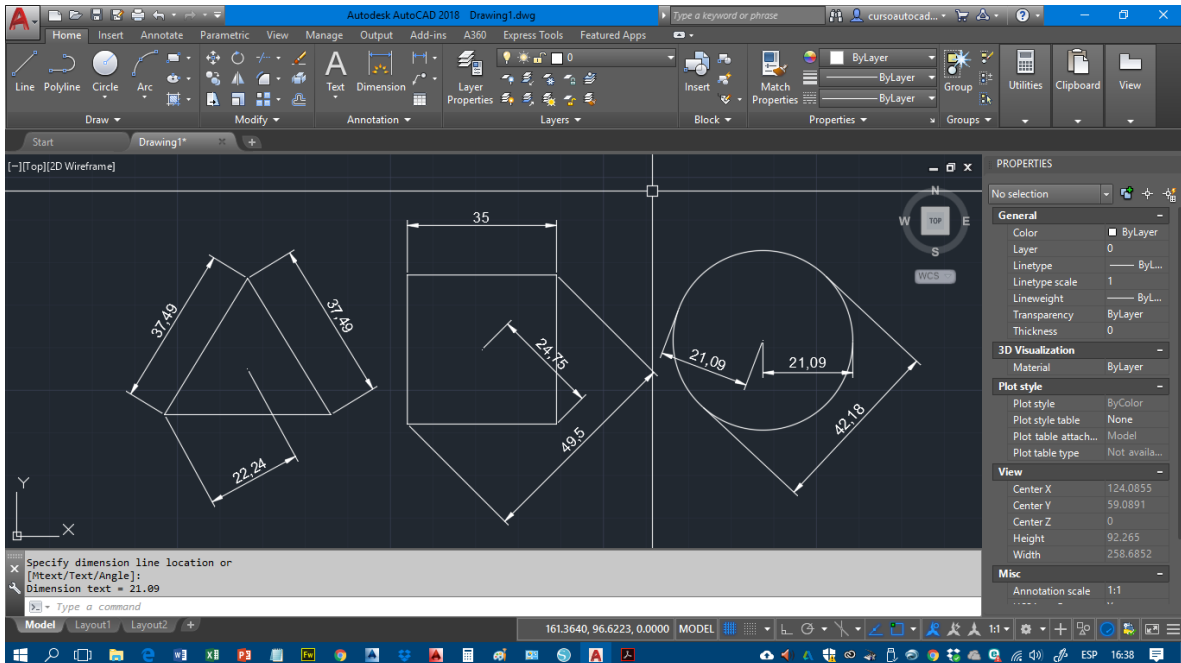 Autodesk AutoCAD 2018 Drawing1.dwg
Type a keyword or phrase
cursoautocad...
Home Insert Annotate Parametric View Manage Output Add-ins A360 Express Tools Featured Apps
Line Polyline Circle Arc
Text Dimension
Layer
Properties
0
Insert
Match
Properties
ByLayer
ByLayer
ByLayer
Group
Utilities Clipboard View
Draw Modify Annotation Layers Block Properties Groups
Start Drawing1* +
[−][Top][2D Wireframe]
N
W TOP E
S
WCS
35
37,49
37,49
22,24
24,75
49,5
21,09
21,09
42,18
Y
X
PROPERTIES
No selection
General
Color ByLayer
Layer 0
Linetype ByL...
Linetype scale 1
Lineweight ByL...
Transparency ByLayer
Thickness 0
3D Visualization
Material ByLayer
Plot style
Plot style ByColor
Plot style table None
Plot table attach... Model
Plot table type Not availa...
View
Center X 124.0855
Center Y 59.0891
Center Z 0
Height 92.265
Width 258.6852
Misc
Annotation scale 1:1
Specify dimension line location or
[Mtext/Text/Angle]:
Dimension text = 21.09
Type a command
Model Layout1 Layout2 +
161.3640, 96.6223, 0.0000 MODEL 1:1
ESP 16:38